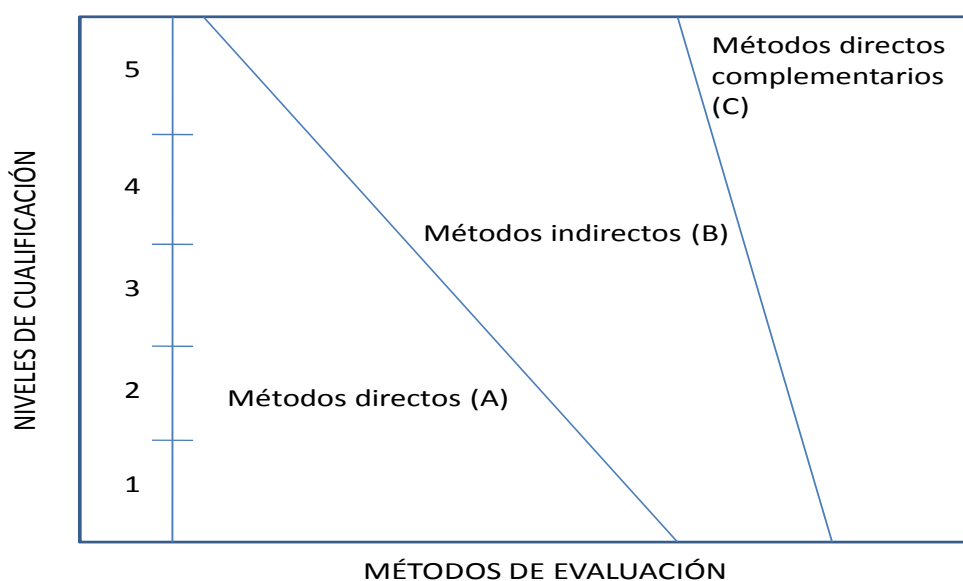 NIVELES DE CUALIFICACIÓN
5
4
3
2
1
Métodos directos
complementarios
(C)
Métodos indirectos (B)
Métodos directos (A)
MÉTODOS DE EVALUACIÓN